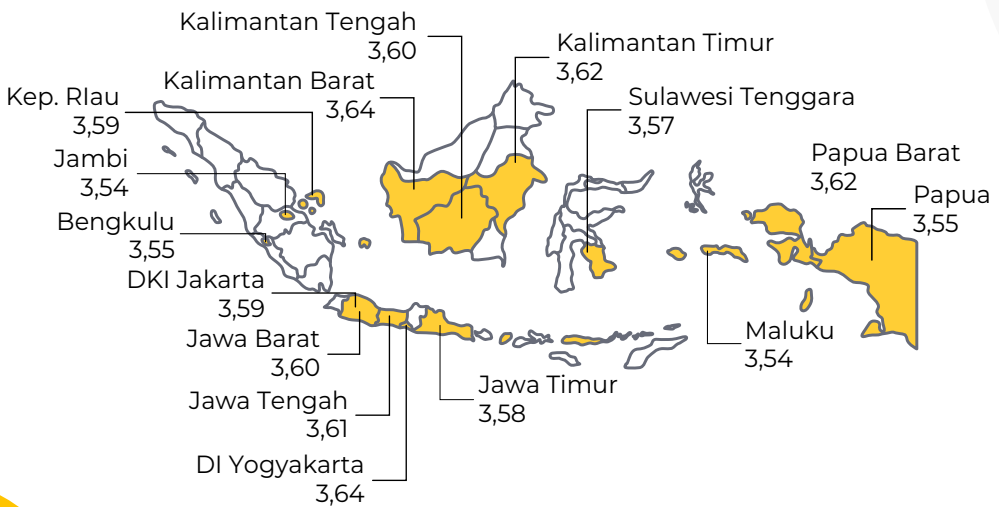 Kalimantan Tengah
3,60
Kalimantan Timur
3,62
Kalimantan Barat
3,64
Sulawesi Tenggara
3,57
Kep. RIau
3,59
Jambi
3,54
Papua Barat
3,62
Papua
3,55
Bengkulu
3,55
DKI Jakarta
3,59
Jawa Barat
3,60
Maluku
3,54
Jawa Timur
3,58
Jawa Tengah
3,61
DI Yogyakarta
3,64